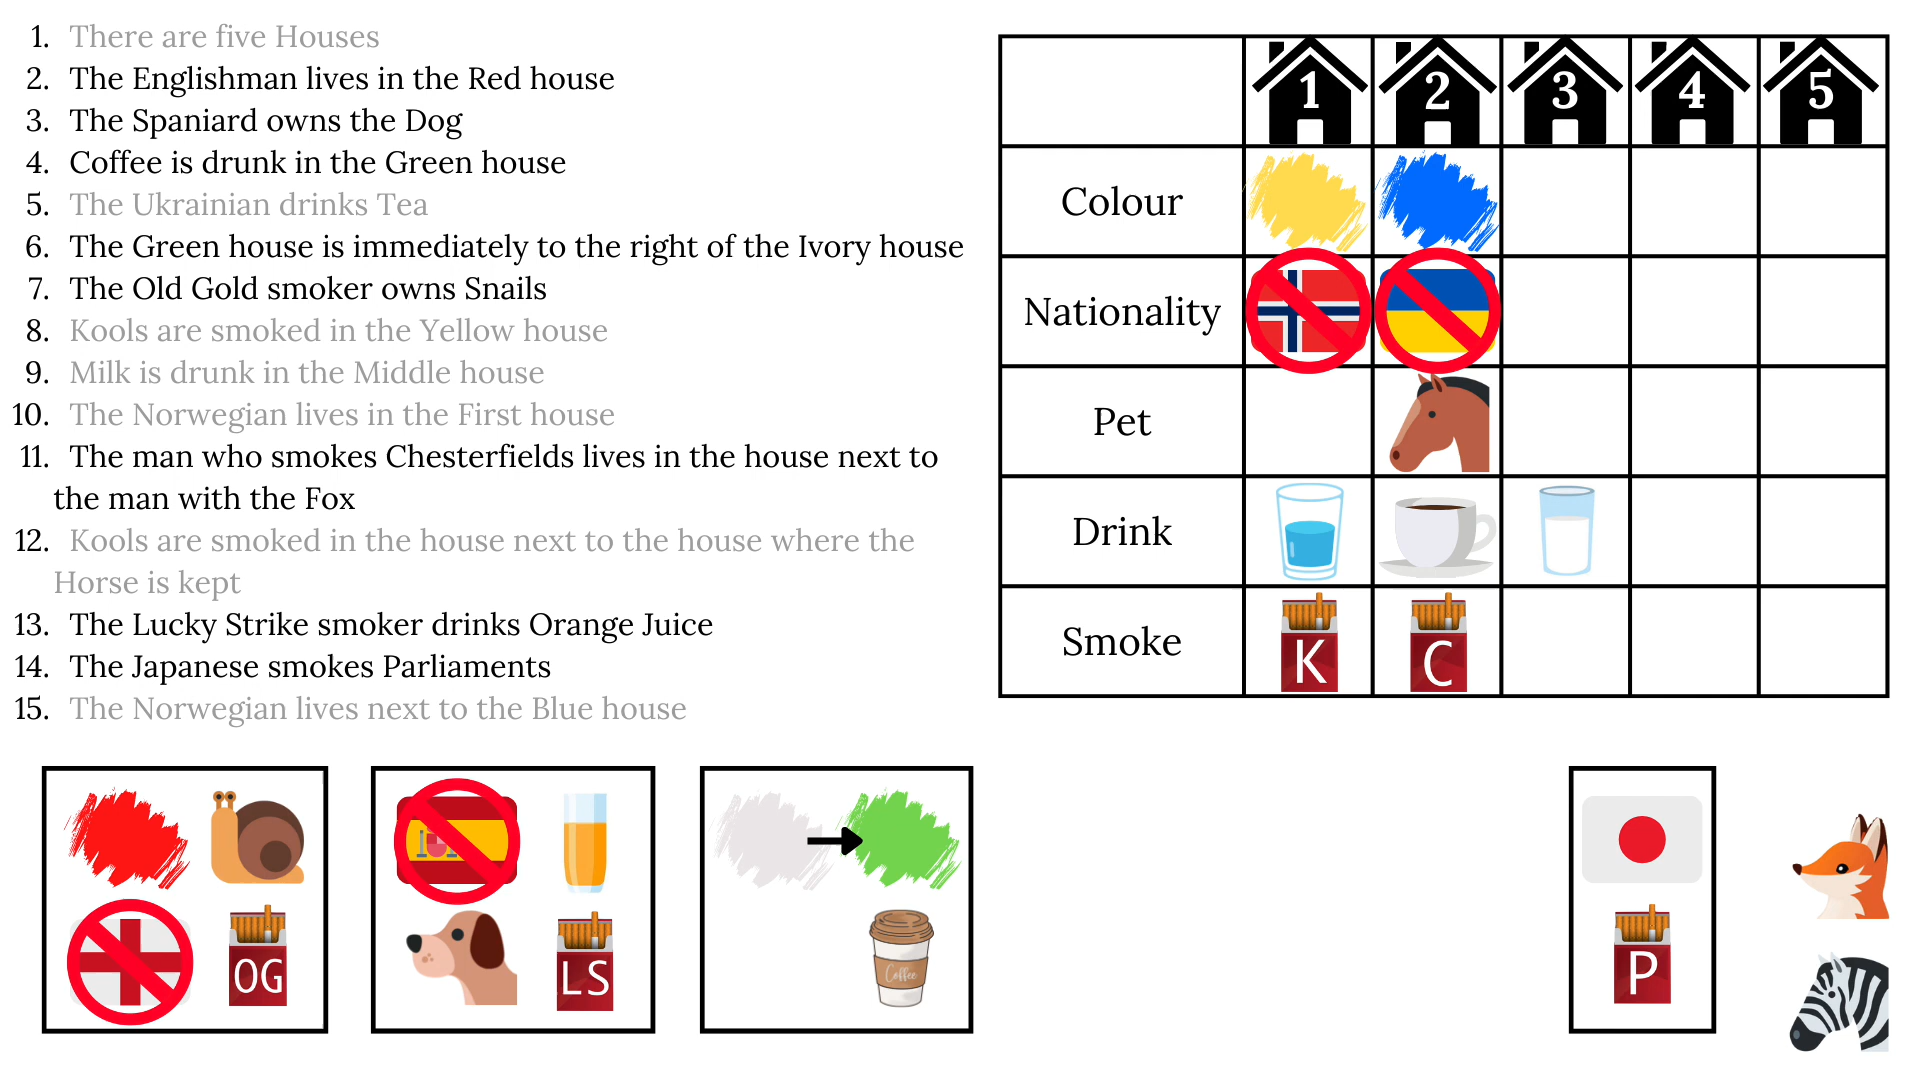 1. There are five Houses
2. The Englishman lives in the Red house
3. The Spaniard owns the Dog
4. Coffee is drunk in the Green house
5. The Ukrainian drinks Tea
6. The Green house is immediately to the right of the Ivory house
7. The Old Gold smoker owns Snails
8. Kools are smoked in the Yellow house
9. Milk is drunk in the Middle house
10. The Norwegian lives in the First house
11. The man who smokes Chesterfields lives in the house next to
the man with the Fox
12. Kools are smoked in the house next to the house where the
Horse is kept
13. The Lucky Strike smoker drinks Orange Juice
14. The Japanese smokes Parliaments
15. The Norwegian lives next to the Blue house
1 2 3 4 5
Colour
Nationality
Pet
Drink
Smoke
K C
OG
LS
Coffee
P